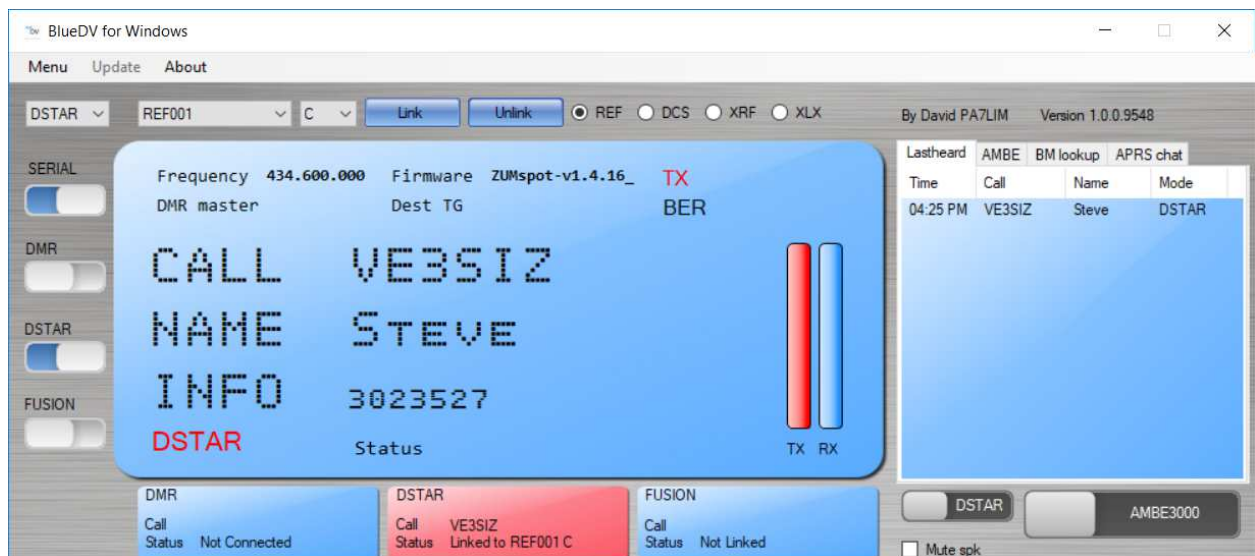 BlueDV for Windows
Menu Update About
DSTAR REF001 C Link Unlink REF DCS XRF XLX By David PA7LIM Version 1.0.0.9548
SERIAL
DMR
DSTAR
FUSION
Frequency 434.600.000 Firmware ZUMspot-v1.4.16_ TX
DMR master Dest TG BER
CALL VE3SIZ
NAME STEVE
INFO 3023527
DSTAR Status TX RX
Lastheard AMBE BM lookup APRS chat
Time Call Name Mode
04:25 PM VE3SIZ Steve DSTAR
DMR
Call
Status Not Connected
DSTAR
Call VE3SIZ
Status Linked to REF001 C
FUSION
Call
Status Not Linked
DSTAR AMBE3000
Mute spk